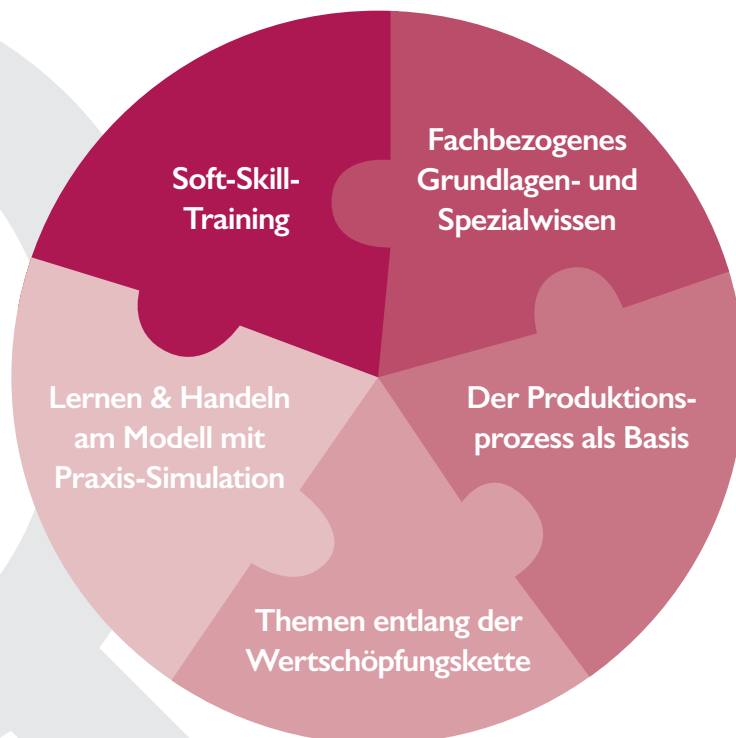 Soft-Skill-
Training
Fachbezogenes
Grundlagen- und
Spezialwissen
Lernen & Handeln
am Modell mit
Praxis-Simulation
Der Produktions-
prozess als Basis
Themen entlang der
Wertschöpfungskette